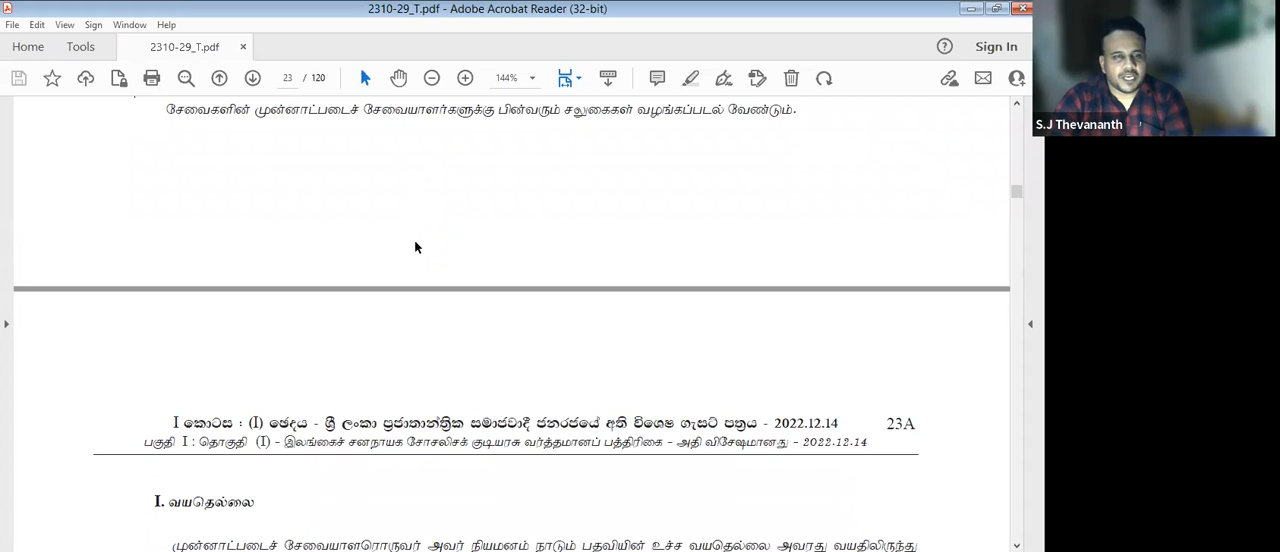 2310-29_T.pdf - Adobe Acrobat Reader (32-bit)
File Edit View Sign Window Help
Home Tools 2310-29_T.pdf × Sign In
23 / 120 144%
S.J Thevananth
சேவைகளின் முன்னாட்படைச் சேவையாளர்களுக்கு பின்வரும் சலுகைகள் வழங்கப்படல் வேண்டும்.
I කොටස : (I) ඡෙදය - ශ්‍රී ලංකා ප්‍රජාතාන්ත්‍රික සමාජවාදී ජනරජයේ අති විශෙෂ ගැසට් පත්‍රය - 2022.12.14 23A
பகுதி I : தொகுதி (I) - இலங்கைச் சனநாயக சோசலிசக் குடியரசு வர்த்தமானப் பத்திரிகை - அதி விசேஷமானது - 2022.12.14
I. வயதெல்லை
முன்னாட்படைச் சேவையாளரொருவர் அவர் நியமனம் நாடும் பதவியின் உச்ச வயதெல்லை அவரது வயதிலிருந்து